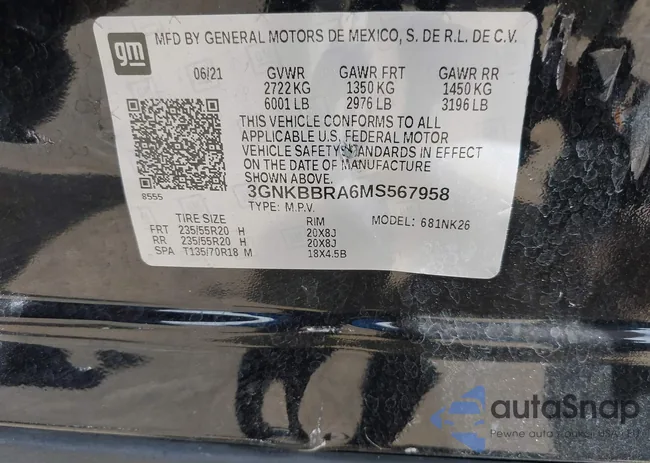 gm
MFD BY GENERAL MOTORS DE MEXICO, S. DE R.L. DE C.V.
06/21 GVWR GAWR FRT GAWR RR
2722 KG 1350 KG 1450 KG
6001 LB 2976 LB 3196 LB
THIS VEHICLE CONFORMS TO ALL
APPLICABLE U.S. FEDERAL MOTOR
VEHICLE SAFETY STANDARDS IN EFFECT
ON THE DATE OF MANUFACTURE
SHOWN ABOVE.
8555
3GNKBBRA6MS567958
TYPE: M.P.V. MODEL: 681NK26
TIRE SIZE RIM
FRT 235/55R20 H 20X8J
RR 235/55R20 H 20X8J
SPA T135/70R18 M 18X4.5B
autaSnap
Pewne auta